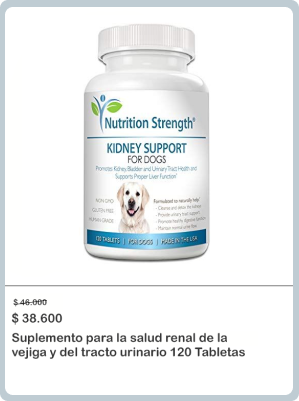 Nutrition Strength®
KIDNEY SUPPORT
FOR DOGS
Promotes Kidney Bladder and Urinary Tract Health and
Supports Proper Liver Function
NON-GMO
GLUTEN FREE
HUMAN GRADE
Formulated to naturally help
120 TABLETS | FOR DOGS | MADE IN THE USA
$ 46.000
$ 38.600
Suplemento para la salud renal de la
vejiga y del tracto urinario 120 Tabletas